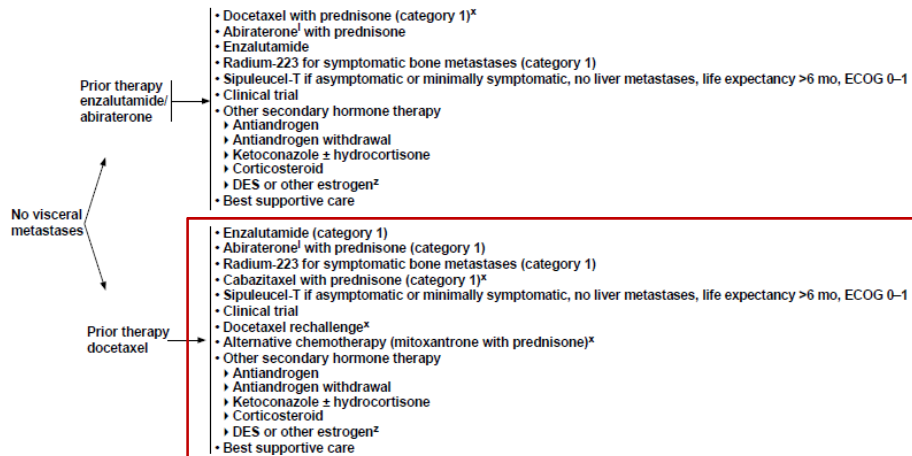 • Docetaxel with prednisone (category 1)ˣ
• Abirateroneˡ with prednisone
• Enzalutamide
• Radium-223 for symptomatic bone metastases (category 1)
• Sipuleucel-T if asymptomatic or minimally symptomatic, no liver metastases, life expectancy >6 mo, ECOG 0–1
• Clinical trial
• Other secondary hormone therapy
▸ Antiandrogen
▸ Antiandrogen withdrawal
▸ Ketoconazole ± hydrocortisone
▸ Corticosteroid
▸ DES or other estrogenᶻ
• Best supportive care
Prior therapy
enzalutamide/
abiraterone
No visceral
metastases
Prior therapy
docetaxel
• Enzalutamide (category 1)
• Abirateroneˡ with prednisone (category 1)
• Radium-223 for symptomatic bone metastases (category 1)
• Cabazitaxel with prednisone (category 1)ˣ
• Sipuleucel-T if asymptomatic or minimally symptomatic, no liver metastases, life expectancy >6 mo, ECOG 0–1
• Clinical trial
• Docetaxel rechallengeˣ
• Alternative chemotherapy (mitoxantrone with prednisone)ˣ
• Other secondary hormone therapy
▸ Antiandrogen
▸ Antiandrogen withdrawal
▸ Ketoconazole ± hydrocortisone
▸ Corticosteroid
▸ DES or other estrogenᶻ
• Best supportive care